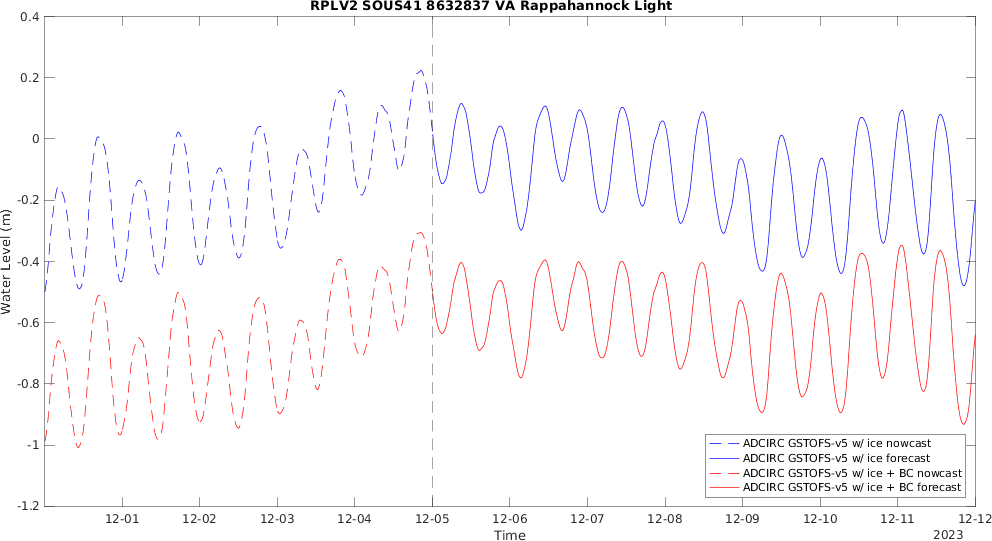 RPLV2 SOUS41 8632837 VA Rappahannock Light
0.4
0.2
0
-0.2
-0.4
-0.6
-0.8
-1
-1.2
Water Level (m)
12-01 12-02 12-03 12-04 12-05 12-06 12-07 12-08 12-09 12-10 12-11 12-12
Time
2023
ADCIRC GSTOFS-v5 w/ ice nowcast
ADCIRC GSTOFS-v5 w/ ice forecast
ADCIRC GSTOFS-v5 w/ ice + BC nowcast
ADCIRC GSTOFS-v5 w/ ice + BC forecast